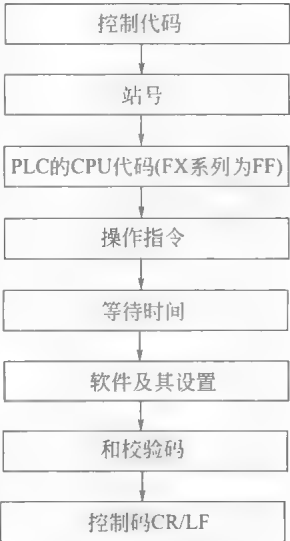 控制代码
站号
PLC的CPU代码(FX系列为FF)
操作指令
等待时间
软件及其设置
和校验码
控制码CR/LF